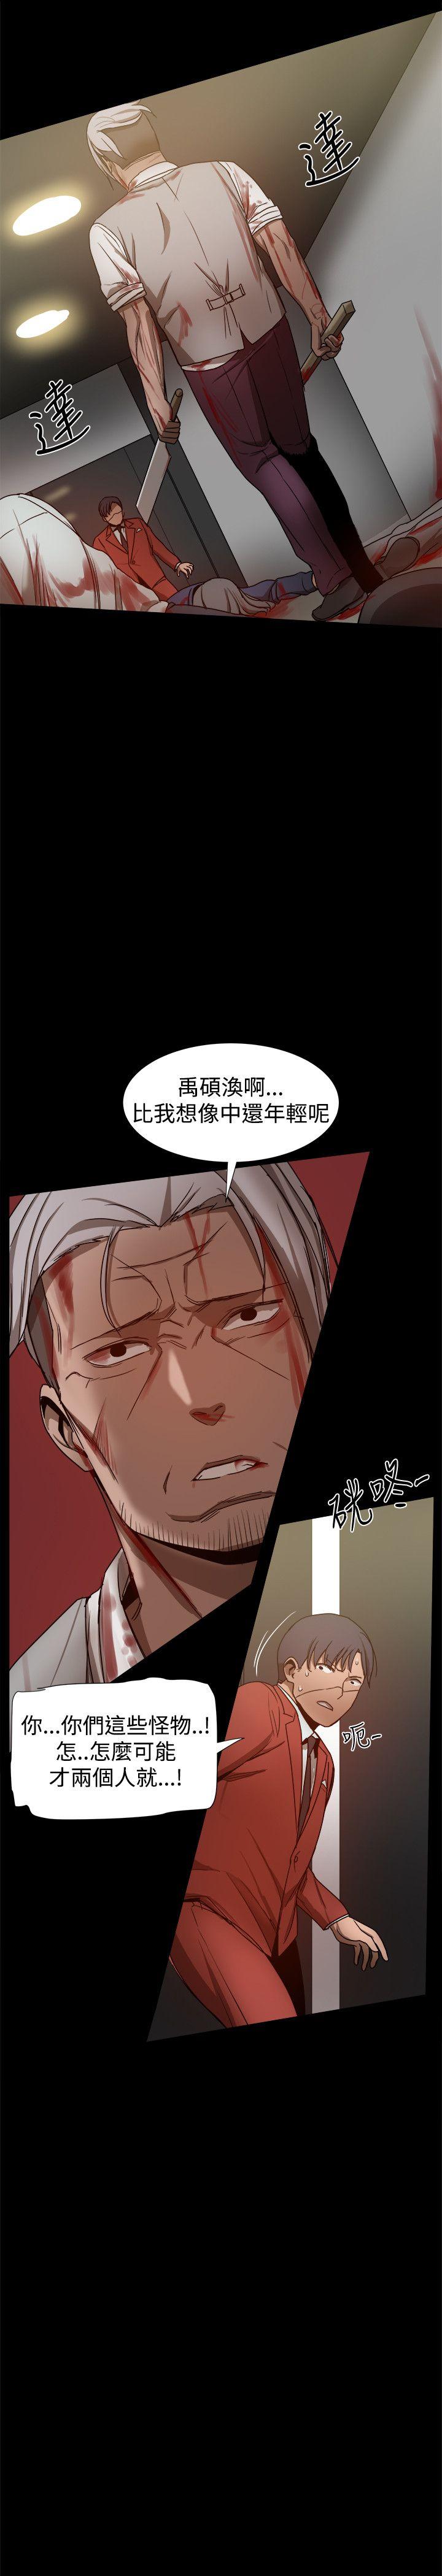 達
達
禹碩渙啊...
比我想像中還年輕呢
硄咚-
呃-
你...你們這些怪物..!
怎..怎麼可能
才兩個人就...!